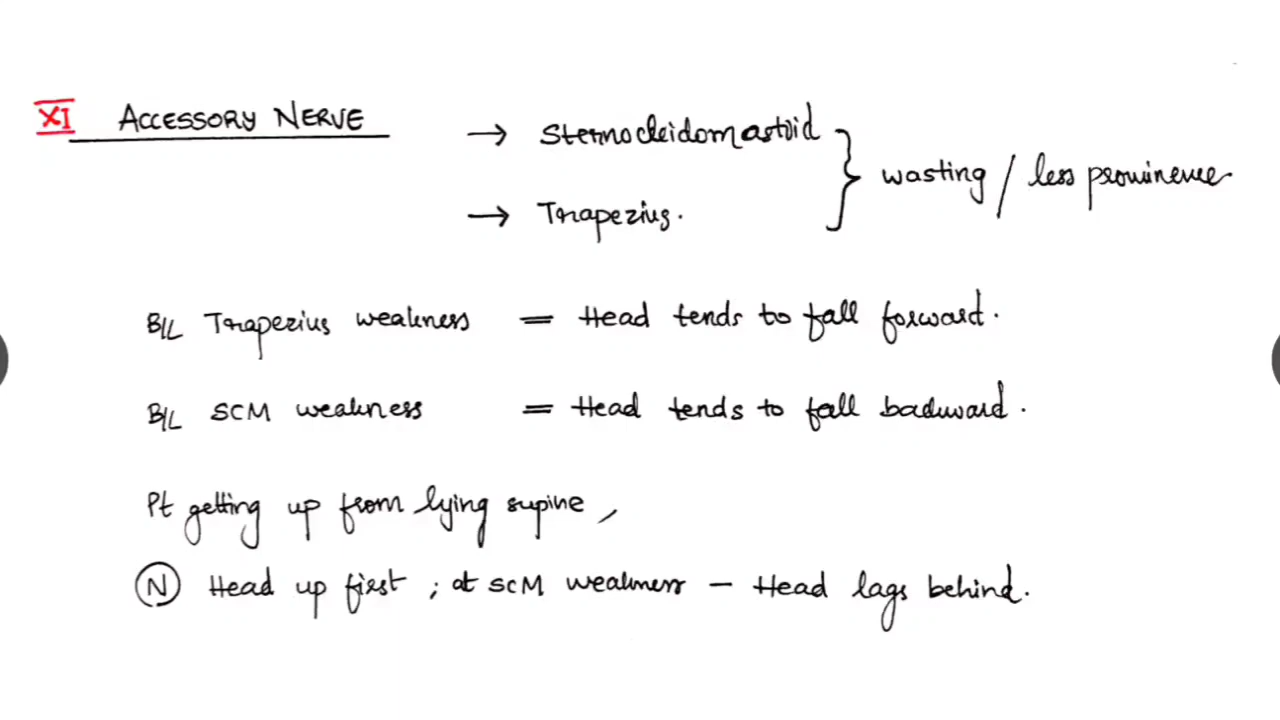 XI ACCESSORY NERVE
→ Sternocleidomastoid
→ Trapezius.
wasting / less prominence
B/L Trapezius weakness = Head tends to fall forward.
B/L SCM weakness = Head tends to fall backward.
Pt getting up from lying supine,
(N) Head up first ; at SCM weakness – Head lags behind.